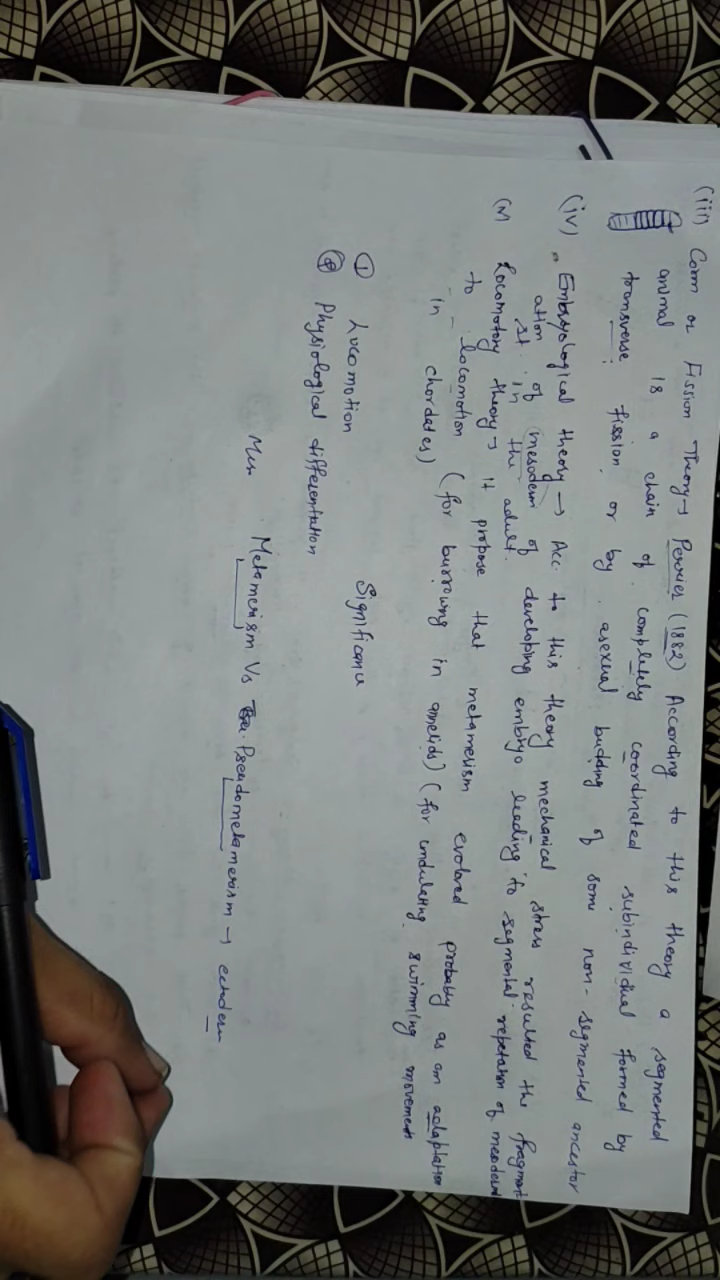 (iii) Corm or Fission Theory → Perrier (1882) According to this theory a segmented
animal is a chain of completely coordinated subindividual formed by
transverse fission or by asexual budding of some non-segmented ancestor
(iv) Embryological theory → Acc. to this theory mechanical stress resulted the fragment
ation of mesoderm of developing embryo leading to segmental repetation of mesoderm
st. in the adult.
(v) Locomotory theory → it propose that metamerism evolved probably as an adaptation
to locomotion (for burrowing in annelids) (for undulating swimming movement
in chordates)
Significance
① Locomotion
② Physiological differentiation
Metamerism Vs Pseudometamerism → ectoderm